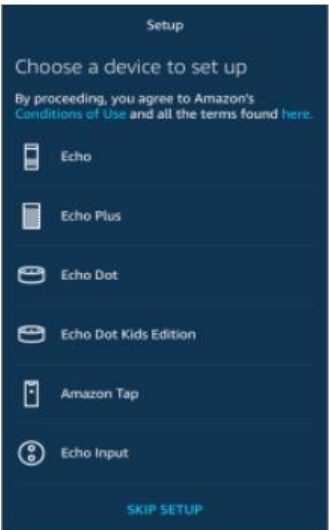 Setup
Choose a device to set up
By proceeding, you agree to Amazon's
Conditions of Use and all the terms found here.
Echo
Echo Plus
Echo Dot
Echo Dot Kids Edition
Amazon Tap
Echo Input
SKIP SETUP